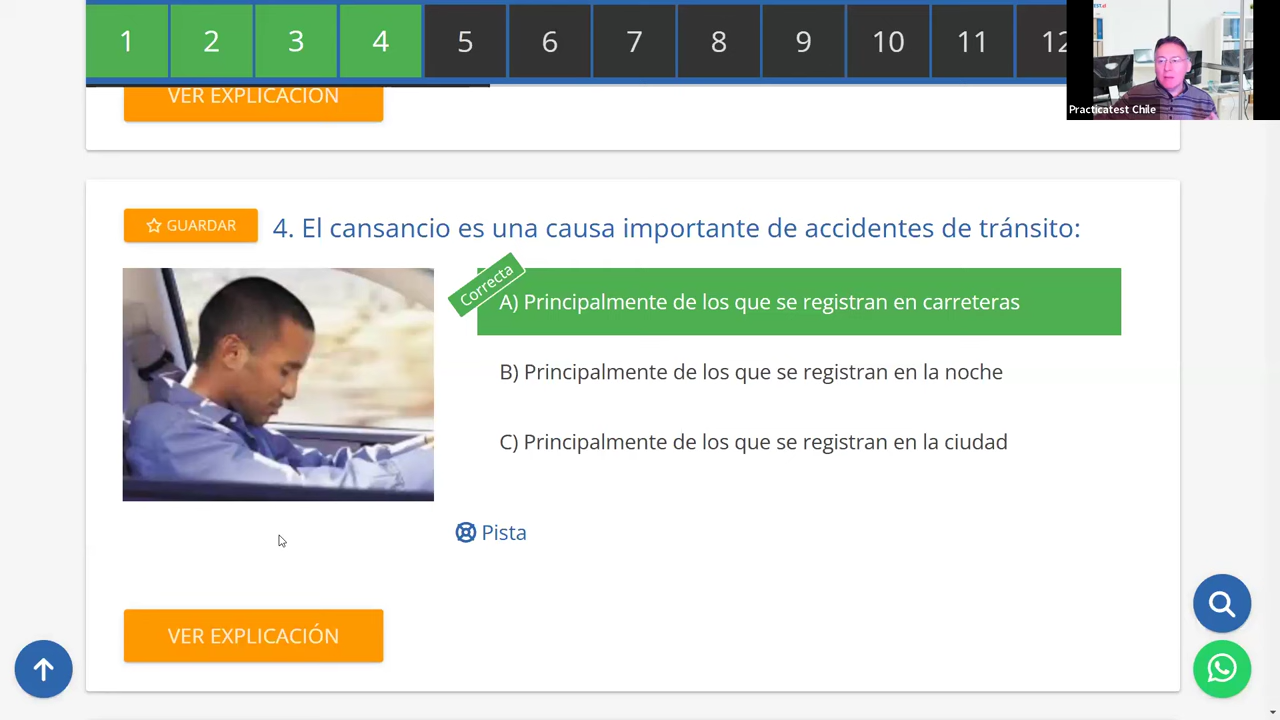 1 2 3 4 5 6 7 8 9 10 11 12
Practicatest Chile
VER EXPLICACIÓN
GUARDAR
4. El cansancio es una causa importante de accidentes de tránsito:
Correcta
A) Principalmente de los que se registran en carreteras
B) Principalmente de los que se registran en la noche
C) Principalmente de los que se registran en la ciudad
Pista
VER EXPLICACIÓN